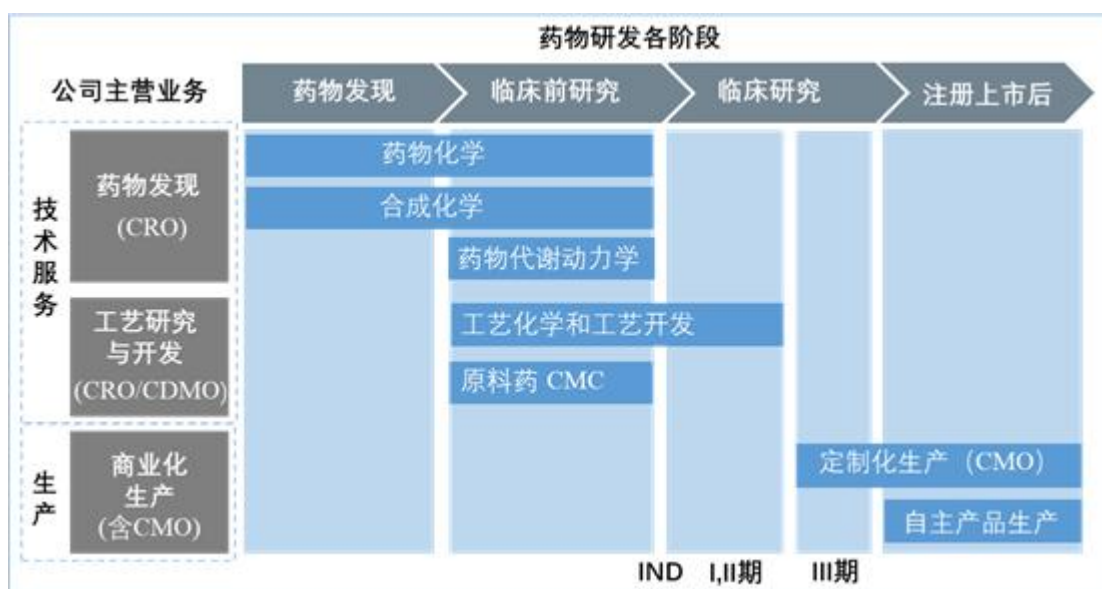 药物研发各阶段
公司主营业务
药物发现
临床前研究
临床研究
注册上市后
技术服务
药物发现
(CRO)
药物化学
合成化学
药物代谢动力学
工艺研究
与开发
(CRO/CDMO)
工艺化学和工艺开发
原料药 CMC
生产
商业化
生产
(含CMO)
定制化生产（CMO）
自主产品生产
IND
I,II期
III期